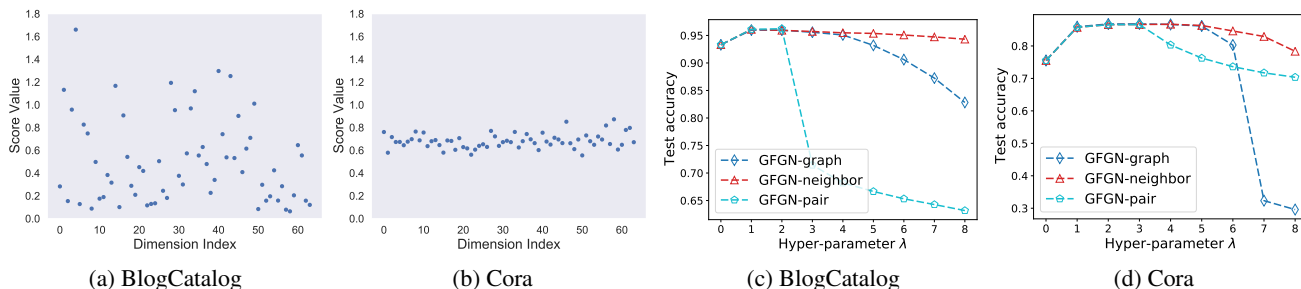 1.8
1.6
1.4
1.2
1.0
0.8
0.6
0.4
0.2
0.0
Score Value
0 10 20 30 40 50 60
Dimension Index
(a) BlogCatalog
1.8
1.6
1.4
1.2
1.0
0.8
0.6
0.4
0.2
0.0
Score Value
0 10 20 30 40 50 60
Dimension Index
(b) Cora
0.95
0.90
0.85
0.80
0.75
0.70
0.65
Test accuracy
GFGN-graph
GFGN-neighbor
GFGN-pair
0 1 2 3 4 5 6 7 8
Hyper-parameter λ
(c) BlogCatalog
0.8
0.7
0.6
0.5
0.4
0.3
Test accuracy
GFGN-graph
GFGN-neighbor
GFGN-pair
0 1 2 3 4 5 6 7 8
Hyper-parameter λ
(d) Cora